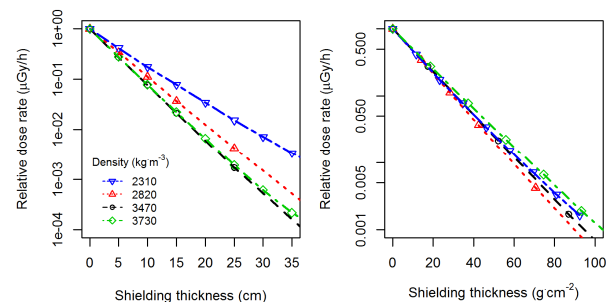 Relative dose rate (μGy/h)
1e+00
1e-01
1e-02
1e-03
1e-04
Density (kg·m⁻³)
2310
2820
3470
3730
0 5 10 15 20 25 30 35
Shielding thickness (cm)
Relative dose rate (μGy/h)
0.500
0.050
0.005
0.001
0 20 40 60 80 100
Shielding thickness (g·cm⁻²)